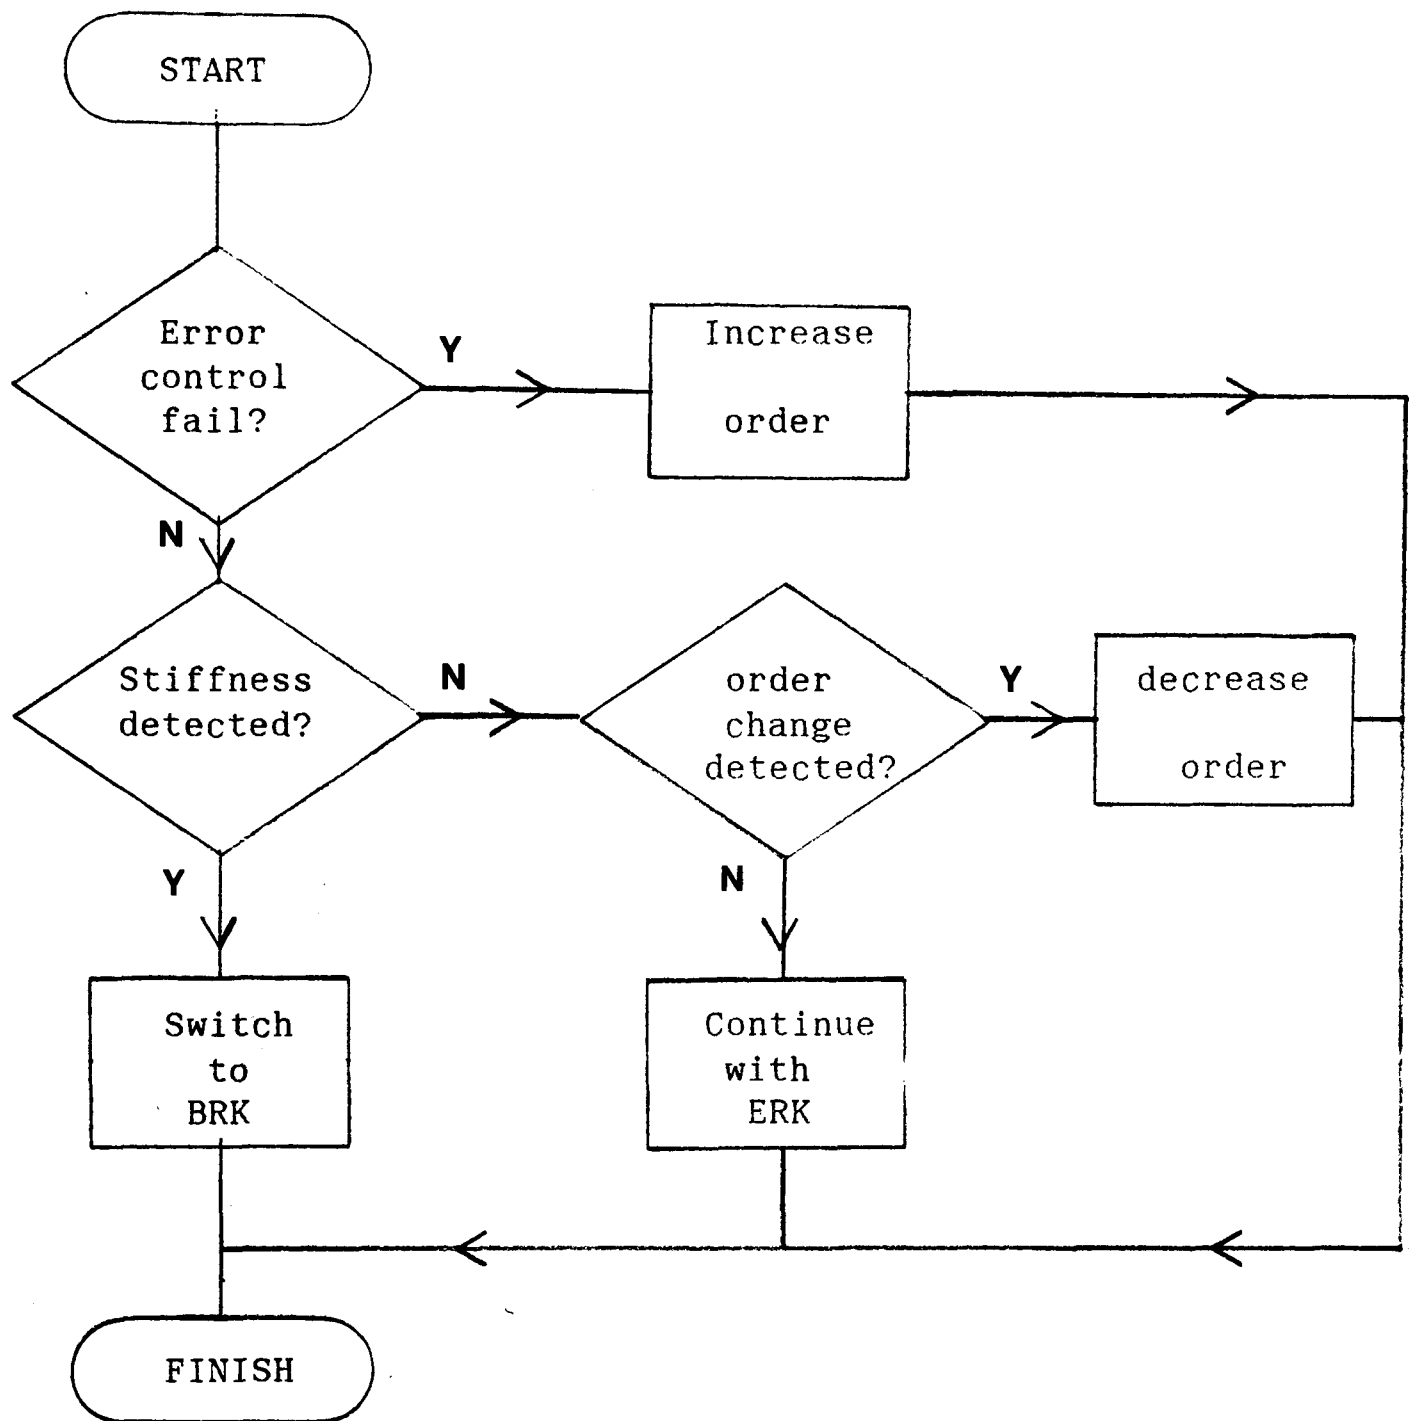 START
Error
control
fail?
Y
Increase
order
N
Stiffness
detected?
N
order
change
detected?
Y
decrease
order
Y
N
Switch
to
BRK
Continue
with
ERK
FINISH